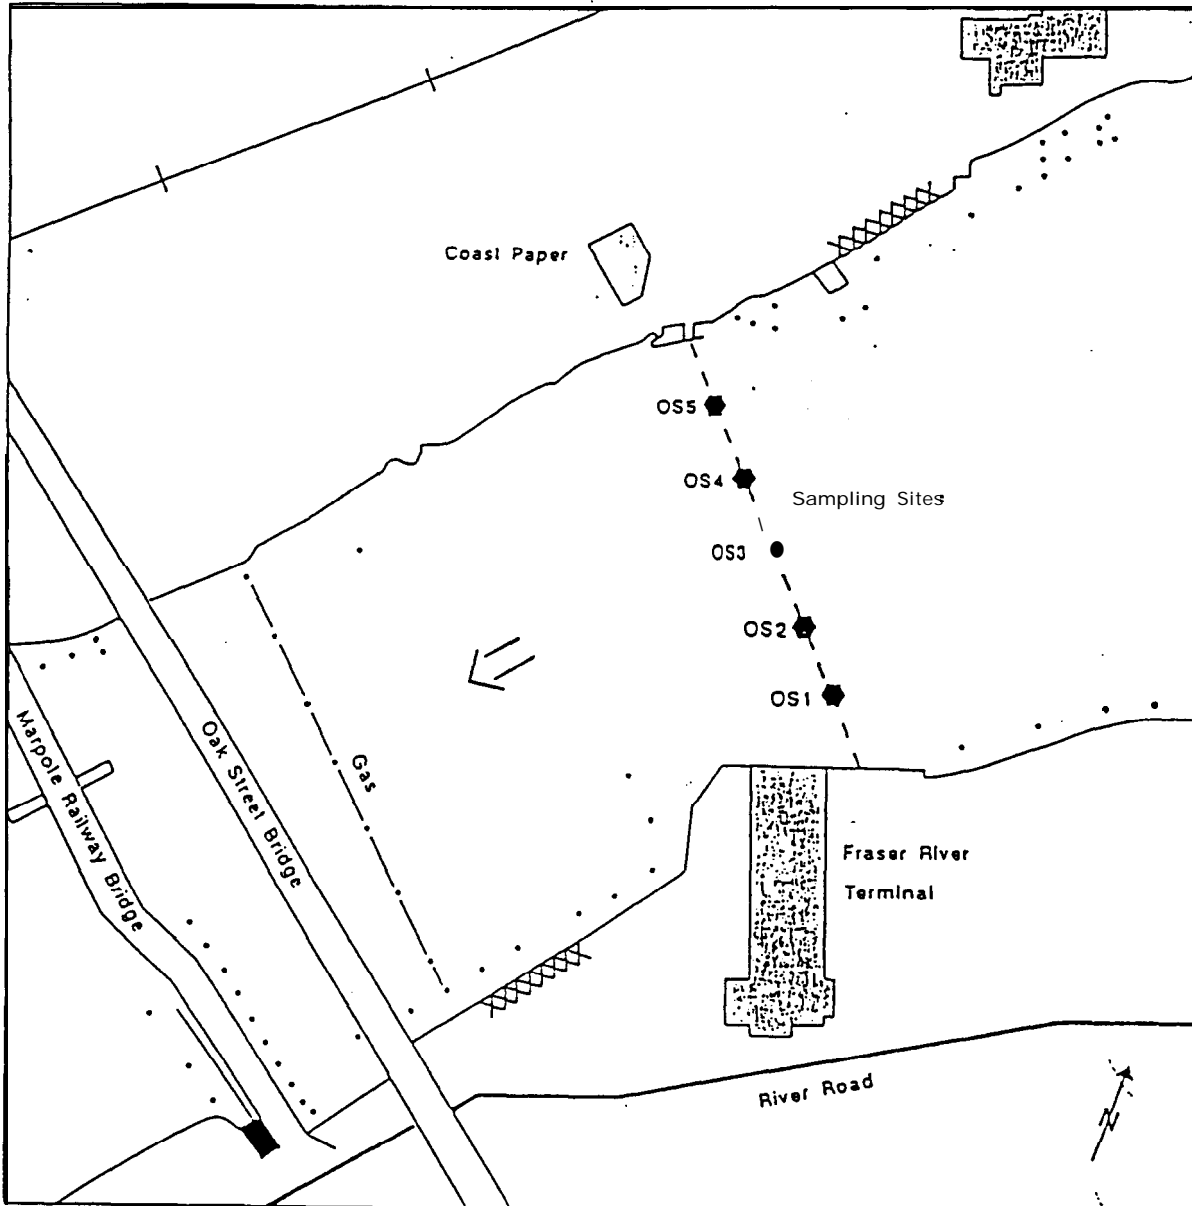 Coast Paper
OS5
OS4
Sampling Sites
OS3
OS2
OS1
Marpole Railway Bridge
Oak Street Bridge
Gas
Fraser River
Terminal
River Road
N